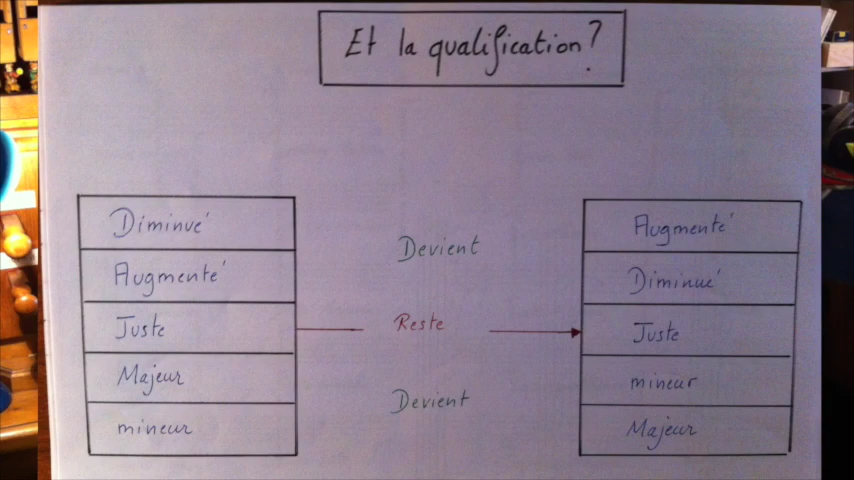 Et la qualification?
Diminué
Augmenté
Juste
Majeur
mineur
Devient
Reste
Devient
Augmenté
Diminué
Juste
mineur
Majeur